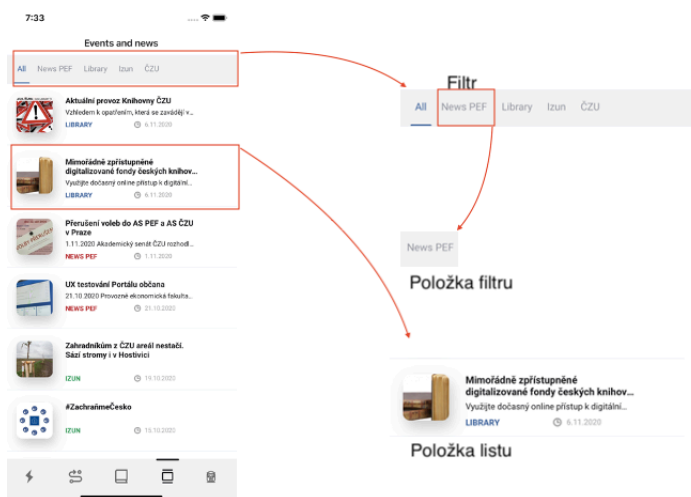 7:33
Events and news
All News PEF Library Izun ČZU
Aktuální provoz Knihovny ČZU
Vzhledem k opatřením, která se zavádějí v...
LIBRARY 6.11.2020
Mimořádně zpřístupněné
digitalizované fondy českých knihov...
Využijte dočasný online přístup k digitální...
LIBRARY 6.11.2020
Přerušení voleb do AS PEF a AS ČZU
v Praze
1.11.2020 Akademický senát ČZU rozhodl...
NEWS PEF 1.11.2020
UX testování Portálu občana
21.10.2020 Provozně ekonomická fakulta...
NEWS PEF 21.10.2020
Zahradníkům z ČZU areál nestačí.
Sází stromy i v Hostivici
IZUN 19.10.2020
#ZachraňmeČesko
IZUN 15.10.2020
Filtr
All News PEF Library Izun ČZU
News PEF
Položka filtru
Mimořádně zpřístupněné
digitalizované fondy českých knihov...
Využijte dočasný online přístup k digitální...
LIBRARY 6.11.2020
Položka listu